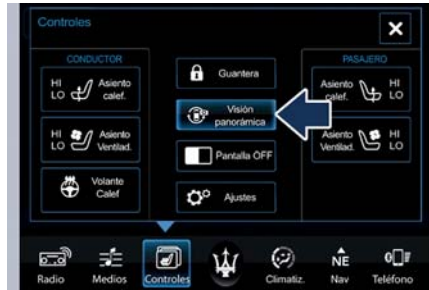 Controles
CONDUCTOR
HI
LO
Asiento
calef.
HI
LO
Asiento
Ventilad.
Volante
Calef
Guantera
Visión
panorámica
Pantalla OFF
Ajustes
PASAJERO
Asiento
calef.
HI
LO
Asiento
Ventilad.
HI
LO
Radio
Medios
Controles
Climatiz.
NE
Nav
Teléfono